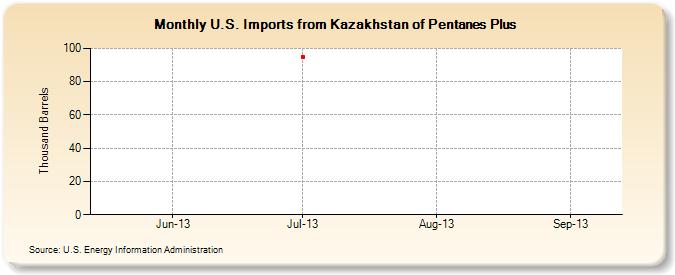 Monthly U.S. Imports from Kazakhstan of Pentanes Plus
Thousand Barrels
100
80
60
40
20
0
Jun-13 Jul-13 Aug-13 Sep-13
Source: U.S. Energy Information Administration